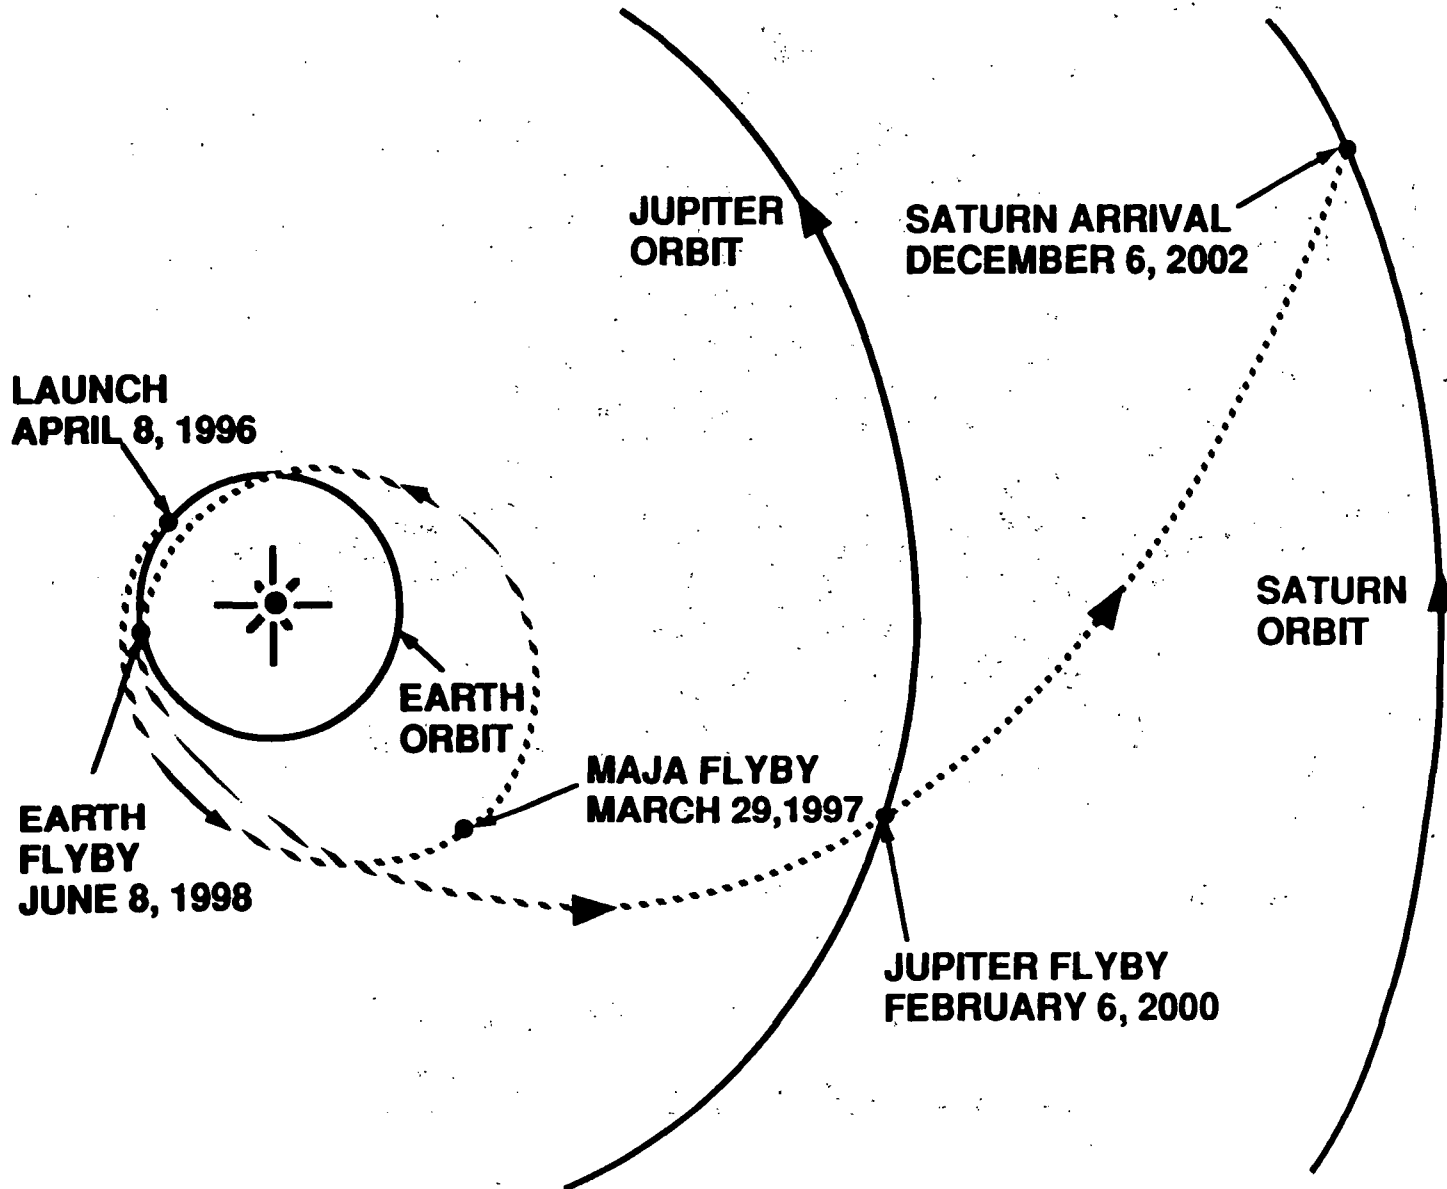 JUPITER
ORBIT
SATURN ARRIVAL
DECEMBER 6, 2002
LAUNCH
APRIL 8, 1996
SATURN
ORBIT
EARTH
ORBIT
MAJA FLYBY
MARCH 29,1997
EARTH
FLYBY
JUNE 8, 1998
JUPITER FLYBY
FEBRUARY 6, 2000